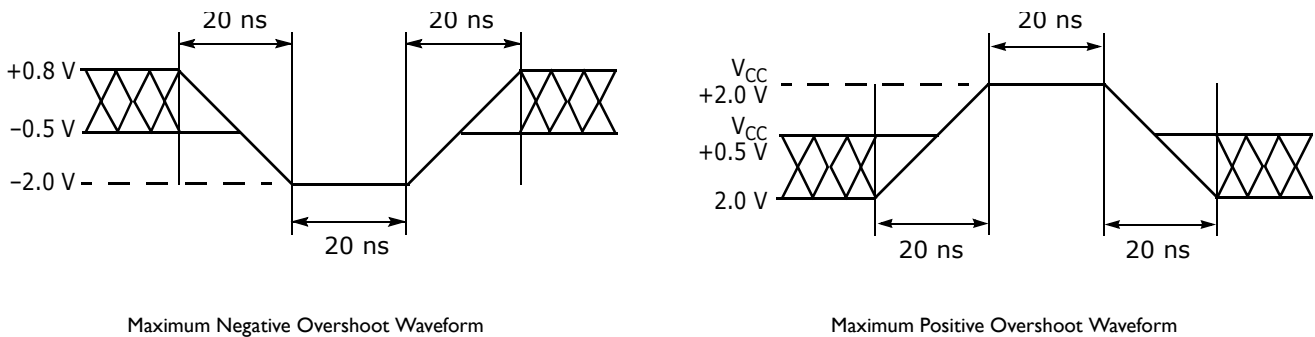 20 ns
20 ns
+0.8 V
–0.5 V
–2.0 V
20 ns
Maximum Negative Overshoot Waveform
20 ns
VCC
+2.0 V
VCC
+0.5 V
2.0 V
20 ns
20 ns
Maximum Positive Overshoot Waveform